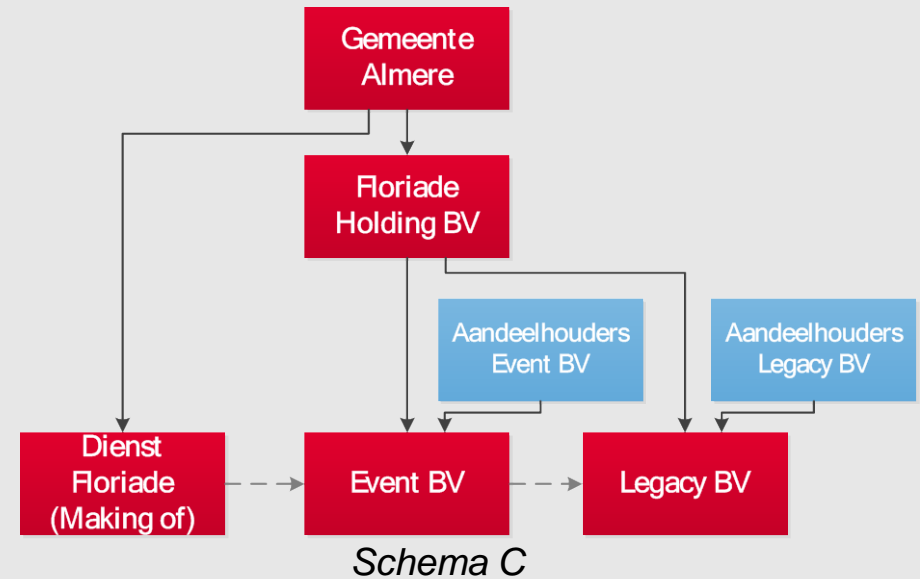 Gemeente
Almere
Floriade
Holding BV
Aandeelhouders
Event BV
Aandeelhouders
Legacy BV
Dienst
Floriade
(Making of)
Event BV
Legacy BV
Schema C